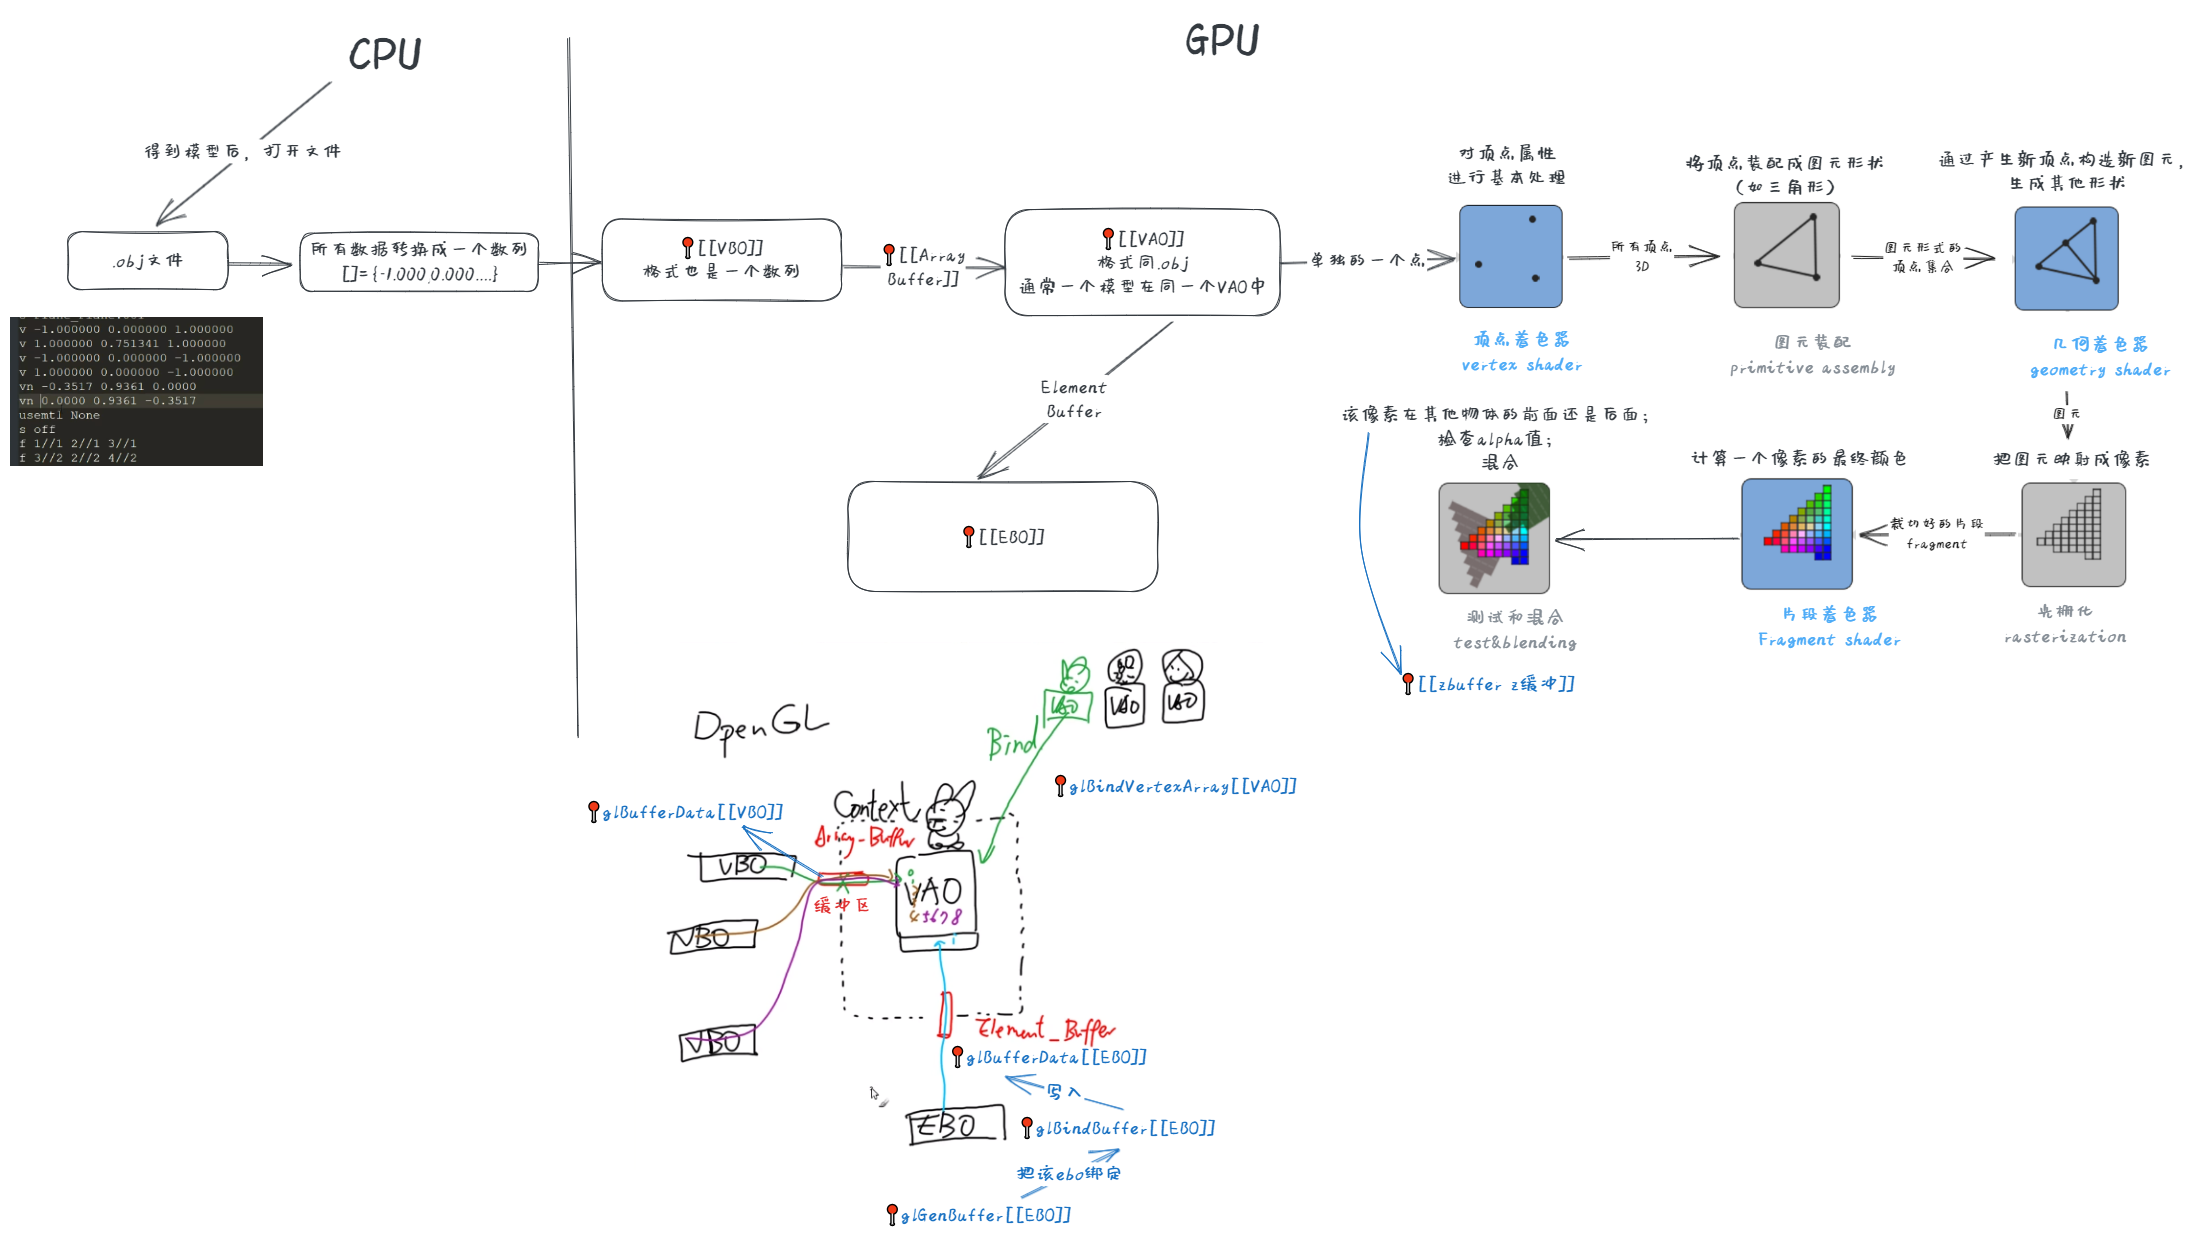 CPU
GPU
得到模型后，打开文件
.obj文件
所有数据转换成一个数列
[]={-1.000,0.000....}
v -1.000000 0.000000 1.000000
v 1.000000 0.751341 1.000000
v -1.000000 0.000000 -1.000000
v 1.000000 0.000000 -1.000000
vn -0.3517 0.9361 0.0000
vn 0.0000 0.9361 -0.3517
usemtl None
s off
f 1//1 2//1 3//1
f 3//2 2//2 4//2
[[VBO]]
格式也是一个数列
[[Array
Buffer]]
[[VAO]]
格式同.obj
通常一个模型在同一个VAO中
Element
Buffer
[[EBO]]
单独的一个点
对顶点属性
进行基本处理
顶点着色器
vertex shader
所有顶点
3D
将顶点装配成图元形状
(如三角形)
图元装配
primitive assembly
图元形式的
顶点集合
通过产生新顶点构造新图元，
生成其他形状
几何着色器
geometry shader
图元
把图元映射成像素
光栅化
rasterization
裁切好的片段
fragment
计算一个像素的最终颜色
片段着色器
Fragment shader
该像素在其他物体的前面还是后面；
检查alpha值；
混合
测试和混合
test&blending
[[zbuffer z缓冲]]
OpenGL
VAO
VAO
VAO
Bind
glBindVertexArray[[VAO]]
glBufferData[[VBO]]
Context
Array-Buffer
VBO
缓冲区
VAO
45678
VBO
VBO
Element_Buffer
glBufferData[[EBO]]
写入
EBO
glBindBuffer[[EBO]]
把该ebo绑定
glGenBuffer[[EBO]]